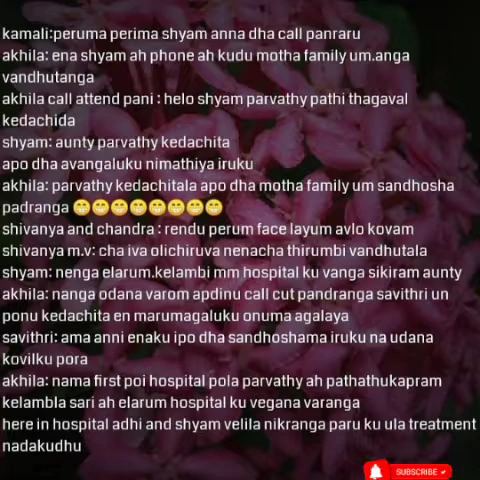 kamali:peruma perima shyam anna dha call panraru
akhila: ena shyam ah phone ah kudu motha family um.anga
vandhutanga
akhila call attend pani : helo shyam parvathy pathi thagaval
kedachida
shyam: aunty parvathy kedachita
apo dha avangaluku nimathiya iruku
akhila: parvathy kedachitala apo dha motha family um sandhosha
padranga 😁😁😁😁😁😁😁😁
shivanya and chandra : rendu perum face layum avlo kovam
shivanya m.v: cha iva olichiruva nenacha thirumbi vandhutala
shyam: nenga elarum.kelambi mm hospital ku vanga sikiram aunty
akhila: nanga odana varom apdinu call cut pandranga savithri un
ponu kedachita en marumagaluku onuma agalaya
savithri: ama anni enaku ipo dha sandhoshama iruku na udana
kovilku pora
akhila: nama first poi hospital pola parvathy ah pathathukapram
kelambla sari ah elarum hospital ku vegana varanga
here in hospital adhi and shyam velila nikranga paru ku ula treatment
nadakudhu
SUBSCRIBE